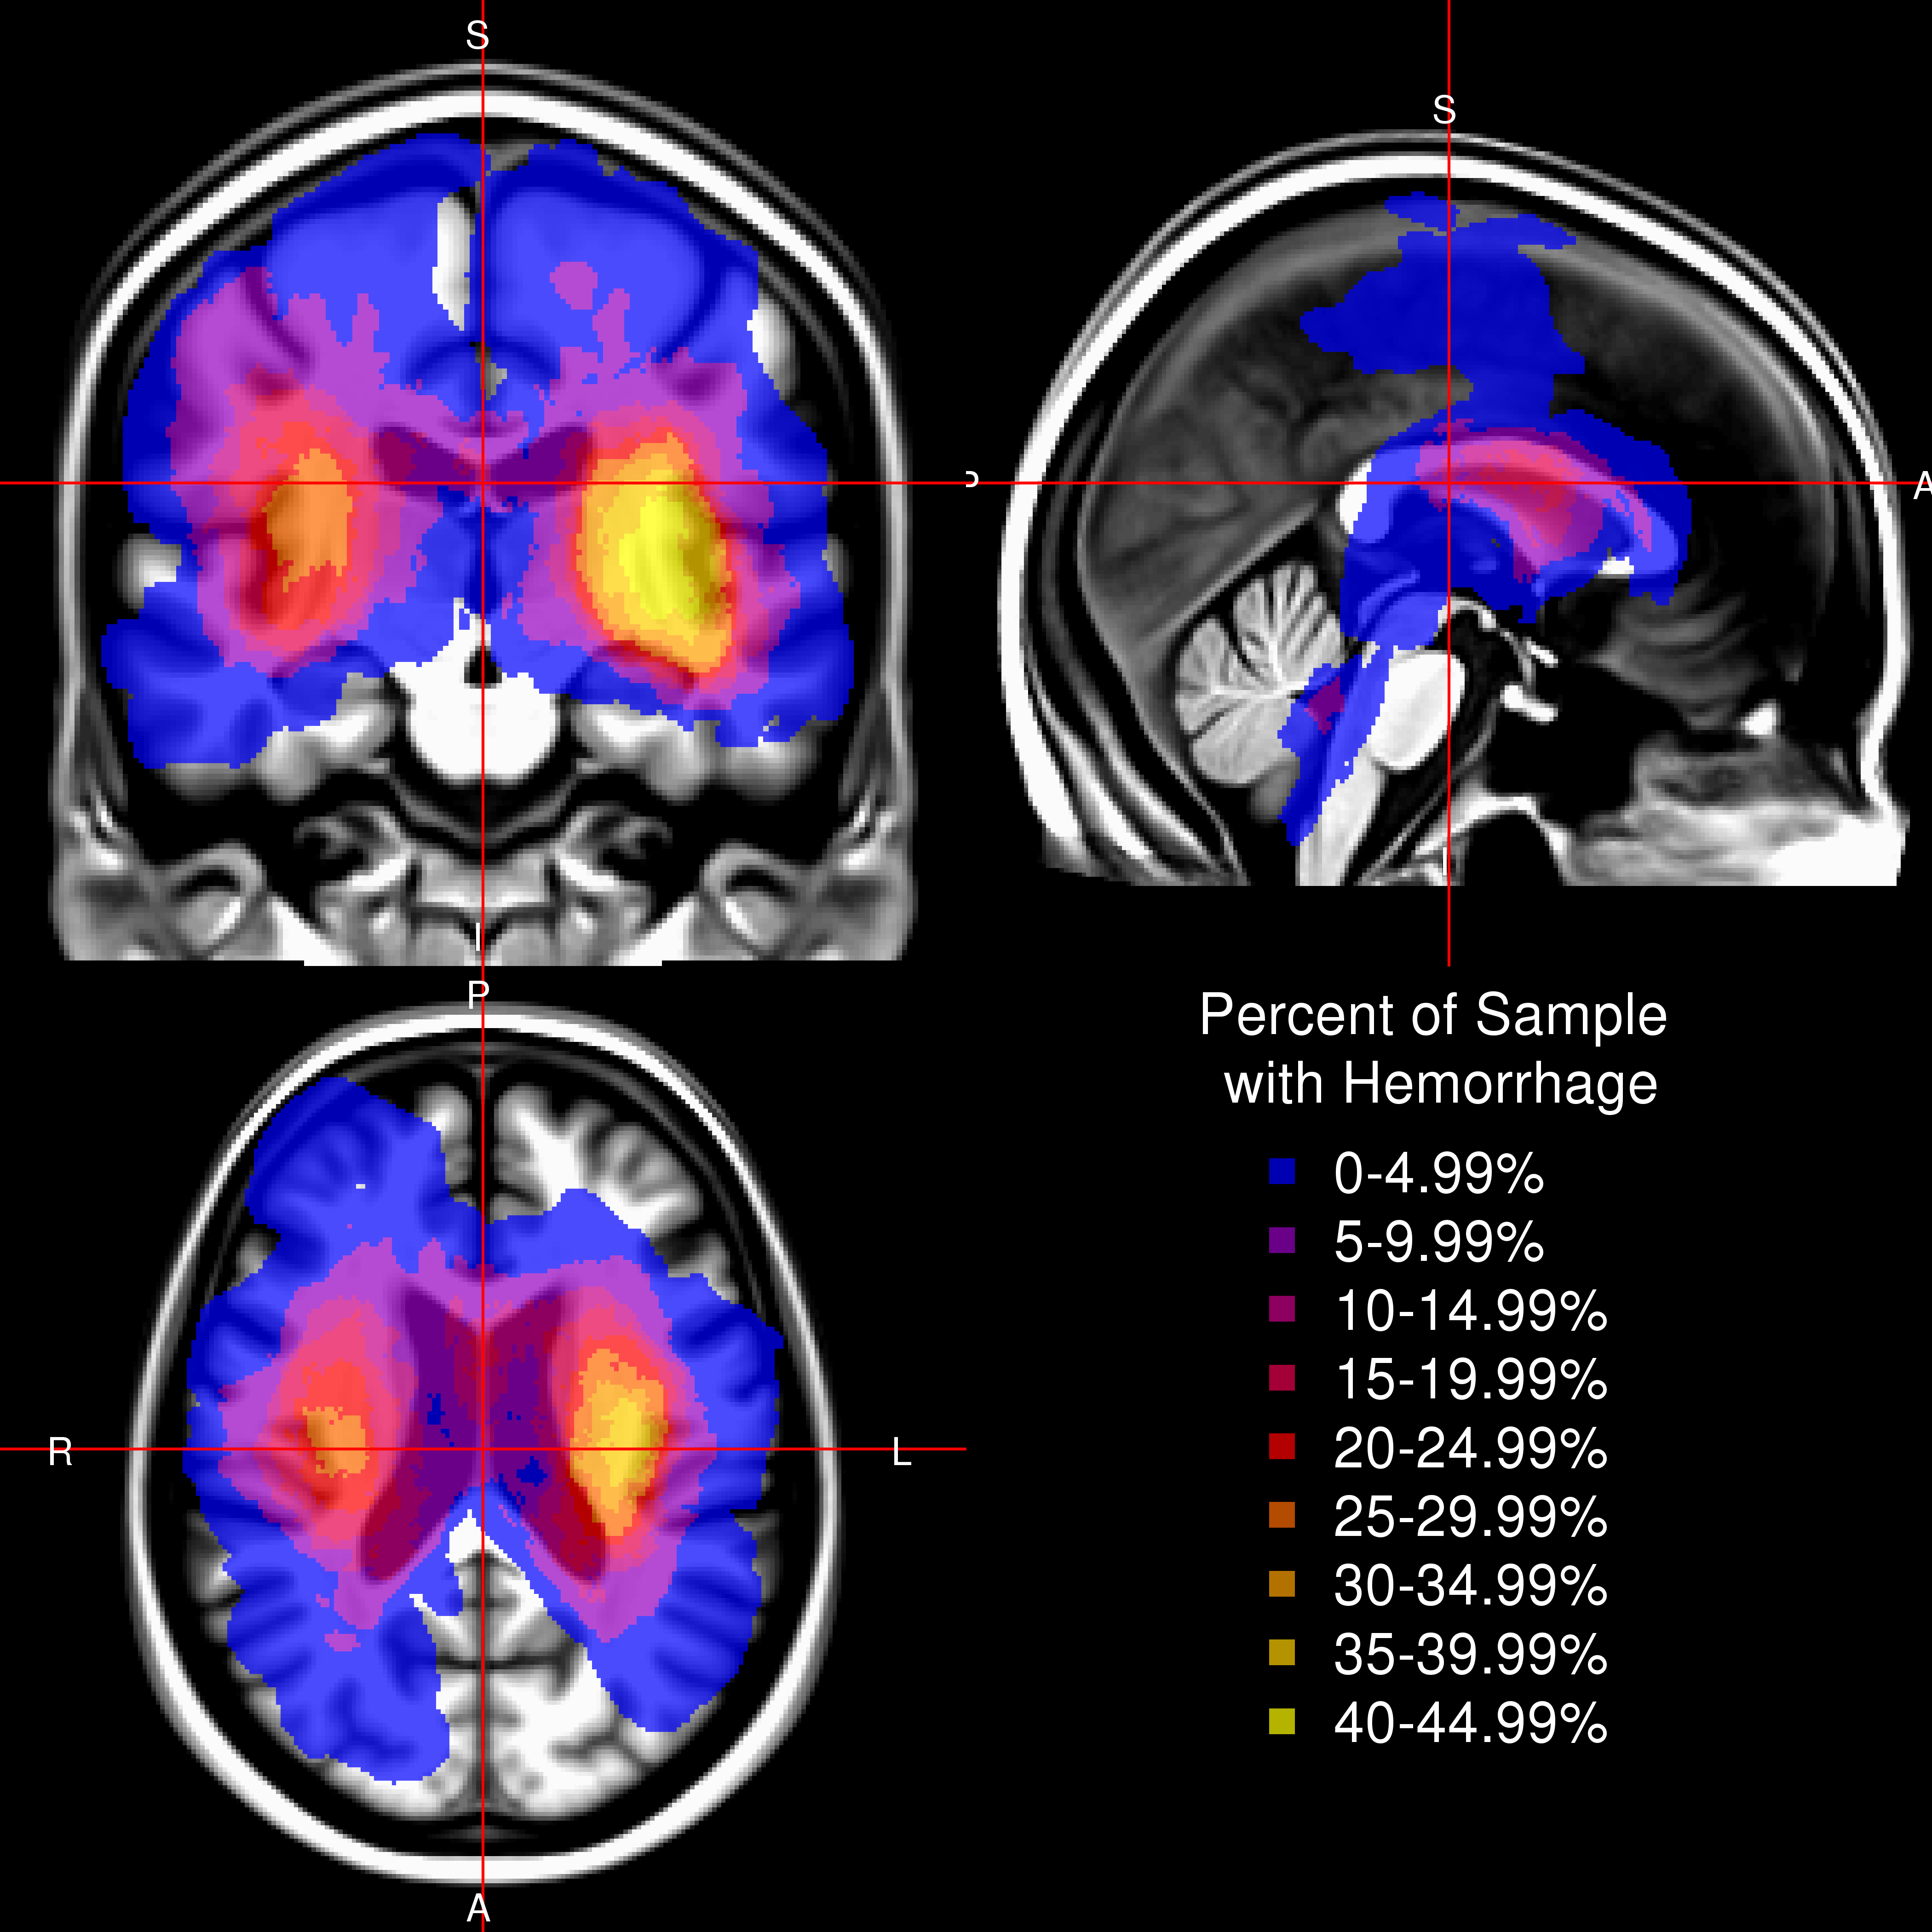 S
I
S
P
A
I
P
R
L
A
Percent of Sample
with Hemorrhage
0-4.99%
5-9.99%
10-14.99%
15-19.99%
20-24.99%
25-29.99%
30-34.99%
35-39.99%
40-44.99%